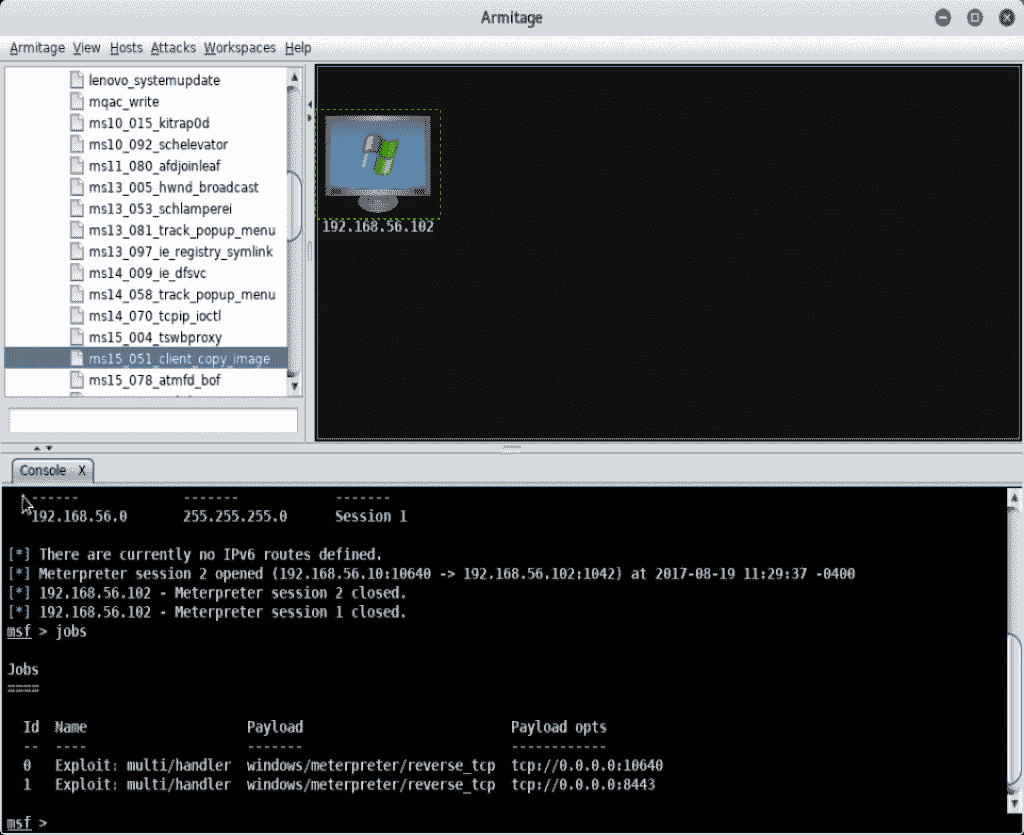 Armitage
Armitage View Hosts Attacks Workspaces Help
lenovo_systemupdate
mqac_write
ms10_015_kitrap0d
ms10_092_schelevator
ms11_080_afdjoinleaf
ms13_005_hwnd_broadcast
ms13_053_schlamperei
ms13_081_track_popup_menu
ms13_097_ie_registry_symlink
ms14_009_ie_dfsvc
ms14_058_track_popup_menu
ms14_070_tcpip_ioctl
ms15_004_tswbproxy
ms15_051_client_copy_image
ms15_078_atmfd_bof
192.168.56.102
Console X
------ ------- -------
192.168.56.0 255.255.255.0 Session 1
[*] There are currently no IPv6 routes defined.
[*] Meterpreter session 2 opened (192.168.56.10:10640 -> 192.168.56.102:1042) at 2017-08-19 11:29:37 -0400
[*] 192.168.56.102 - Meterpreter session 2 closed.
[*] 192.168.56.102 - Meterpreter session 1 closed.
msf > jobs
Jobs
====
Id Name Payload Payload opts
-- ---- ------- ------------
0 Exploit: multi/handler windows/meterpreter/reverse_tcp tcp://0.0.0.0:10640
1 Exploit: multi/handler windows/meterpreter/reverse_tcp tcp://0.0.0.0:8443
msf >